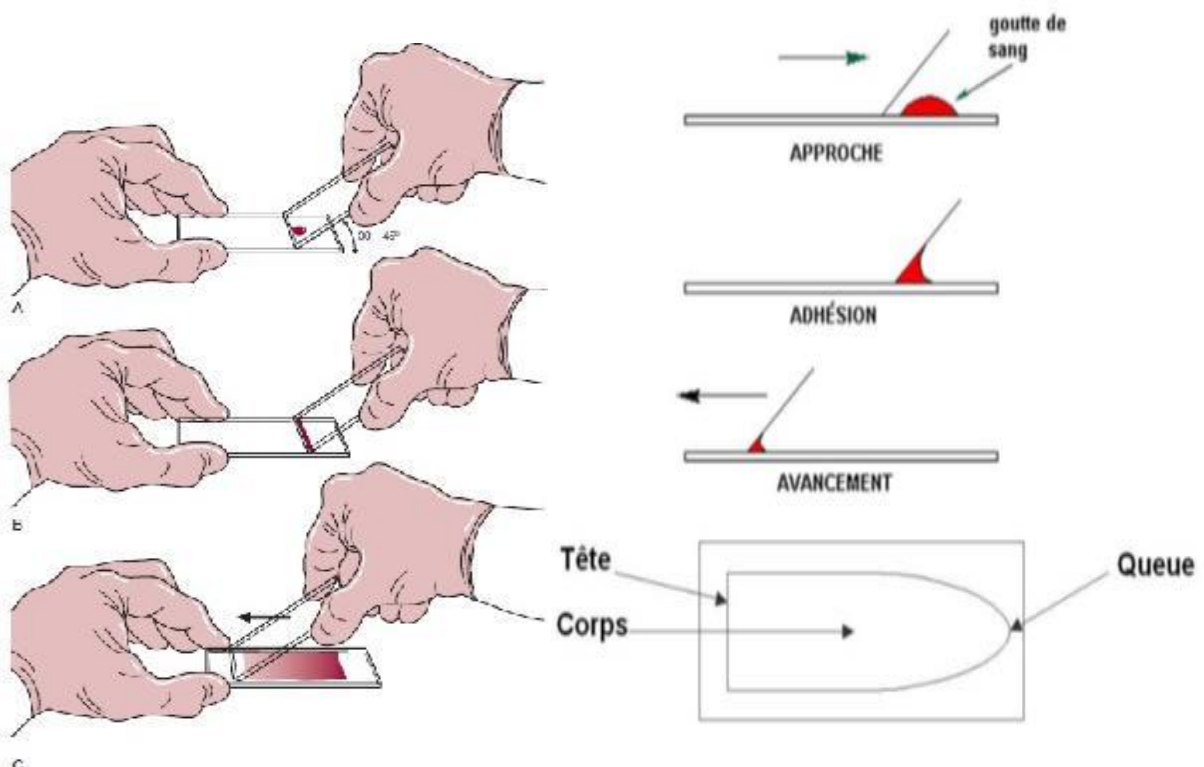 A
B
C
goutte de
sang
APPROCHE
ADHÉSION
AVANCEMENT
Tête
Corps
Queue